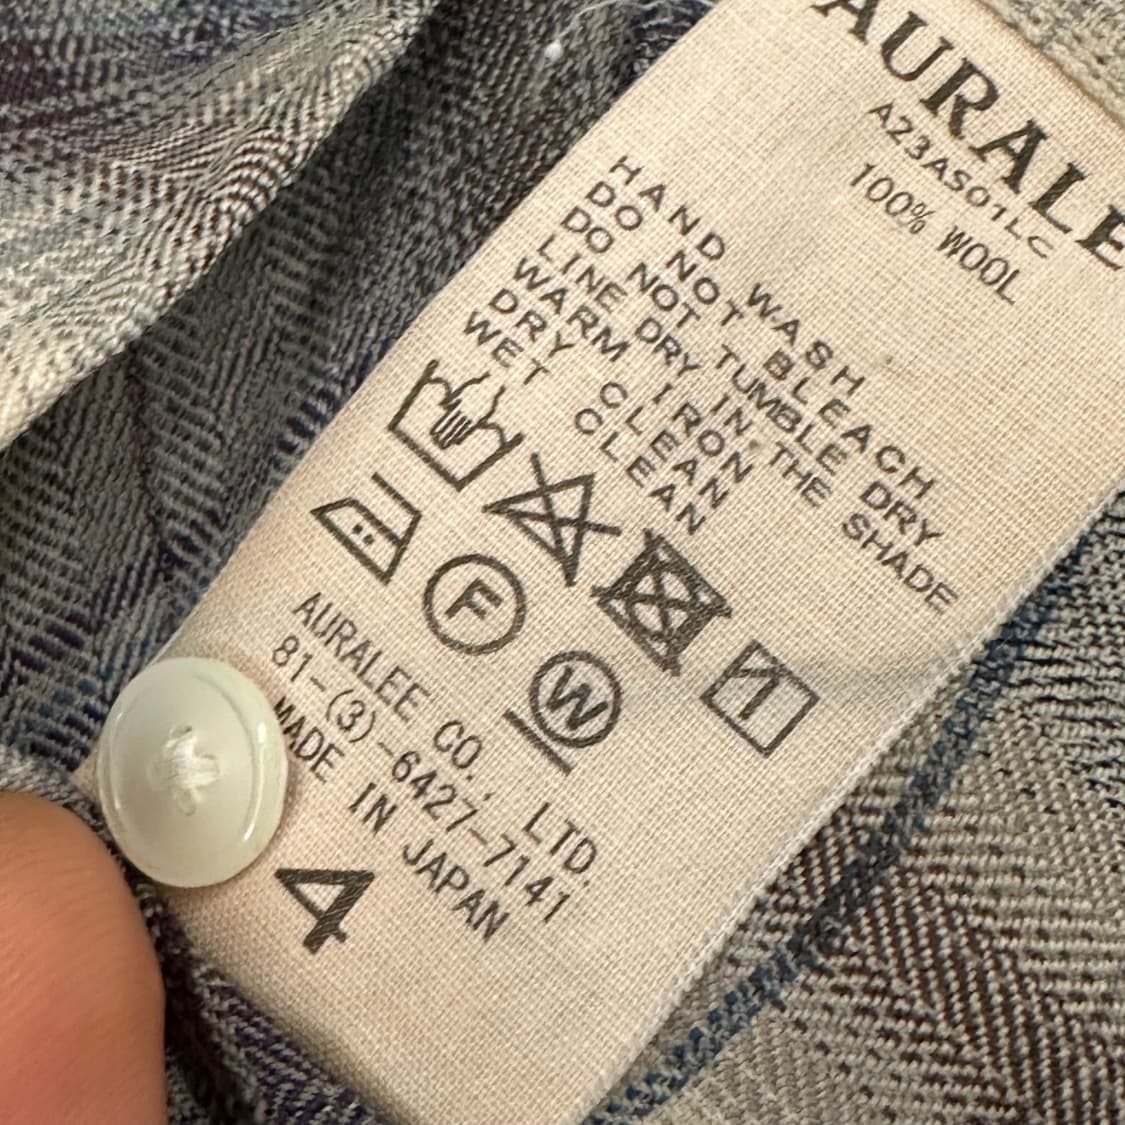 AURALE
A23AS01LC
100% WOOL
HAND WASH
DO NOT BLEACH
DO NOT TUMBLE DRY
LINE DRY IN THE SHADE
WARM IRON
DRY CLEAN
WET CLEAN
F
W
AURALEE CO., LTD.
81-(3)-6427-7141
MADE IN JAPAN
4